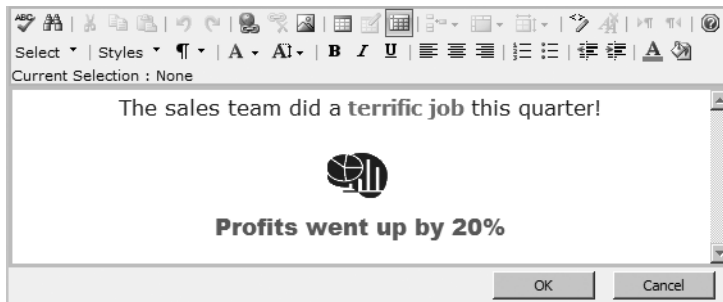 ABC
Select Styles ¶ A A B I U A
Current Selection : None
The sales team did a terrific job this quarter!
Profits went up by 20%
OK Cancel